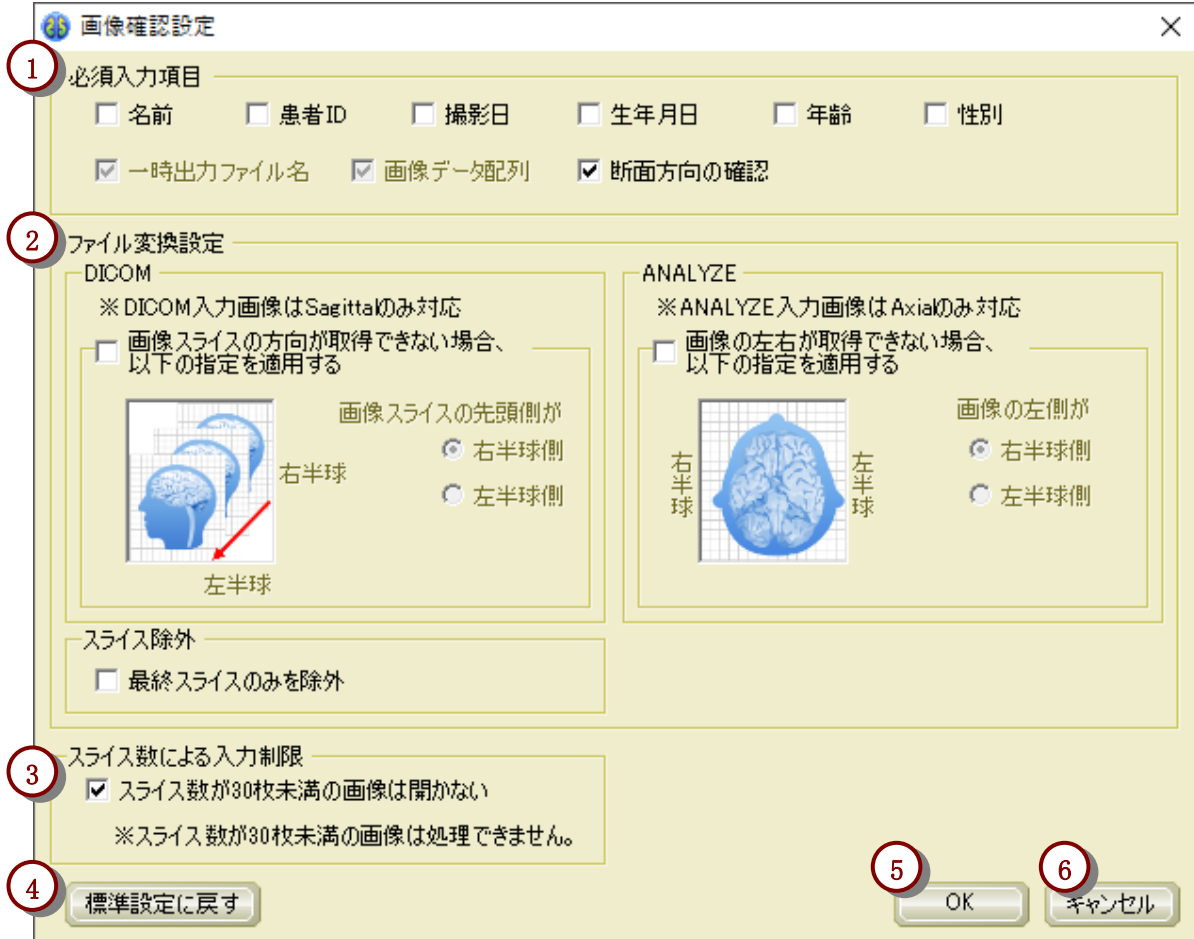 画像確認設定
1
必須入力項目
名前 患者ID 撮影日 生年月日 年齢 性別
一時出力ファイル名 画像データ配列 断面方向の確認
2
ファイル変換設定
DICOM
※DICOM入力画像はSagittalのみ対応
画像スライスの方向が取得できない場合、
以下の指定を適用する
画像スライスの先頭側が
右半球側
右半球
左半球側
左半球
ANALYZE
※ANALYZE入力画像はAxialのみ対応
画像の左右が取得できない場合、
以下の指定を適用する
画像の左側が
右半球側
右半球
左半球
左半球側
スライス除外
最終スライスのみを除外
3
スライス数による入力制限
スライス数が30枚未満の画像は開かない
※スライス数が30枚未満の画像は処理できません。
4
標準設定に戻す
5
OK
6
キャンセル